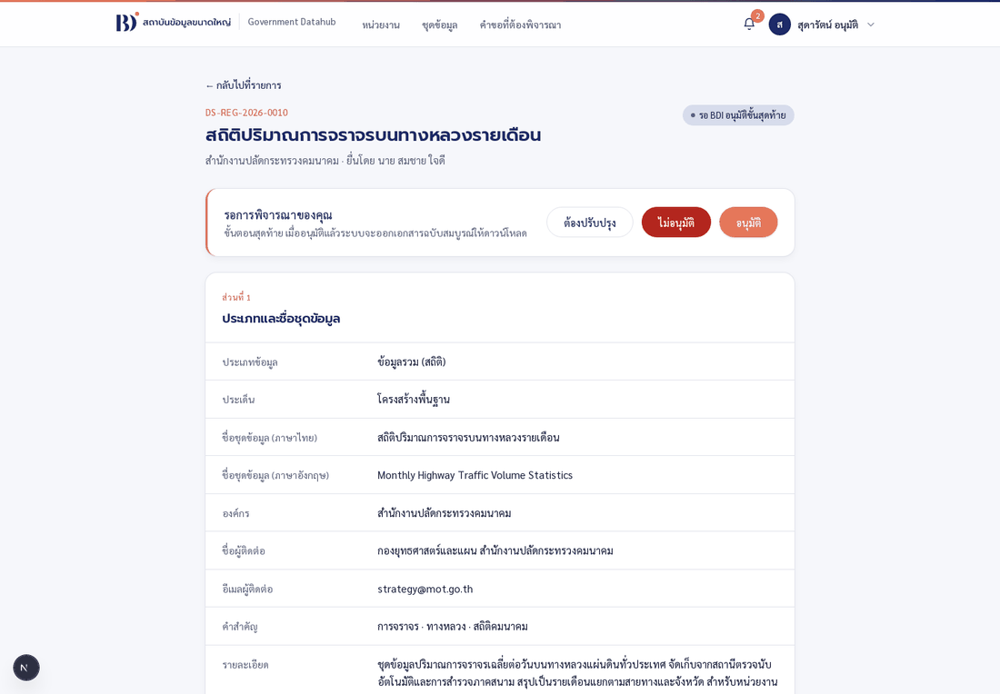 BD สถาบันข้อมูลขนาดใหญ่ Government Datahub หน่วยงาน ชุดข้อมูล คำขอที่ต้องพิจารณา 2 ส สุดารัตน์ อนุมัติ
← กลับไปที่รายการ
DS-REG-2026-0010
รอ BDI อนุมัติขั้นสุดท้าย
สถิติปริมาณการจราจรบนทางหลวงรายเดือน
สำนักงานปลัดกระทรวงคมนาคม · ยื่นโดย นาย สมชาย ใจดี
รอการพิจารณาของคุณ
ขั้นตอนสุดท้าย เมื่ออนุมัติแล้วระบบจะออกเอกสารฉบับสมบูรณ์ให้ดาวน์โหลด
ต้องปรับปรุง ไม่อนุมัติ อนุมัติ
ส่วนที่ 1
ประเภทและชื่อชุดข้อมูล
ประเภทข้อมูล ข้อมูลรวม (สถิติ)
ประเด็น โครงสร้างพื้นฐาน
ชื่อชุดข้อมูล (ภาษาไทย) สถิติปริมาณการจราจรบนทางหลวงรายเดือน
ชื่อชุดข้อมูล (ภาษาอังกฤษ) Monthly Highway Traffic Volume Statistics
องค์กร สำนักงานปลัดกระทรวงคมนาคม
ชื่อผู้ติดต่อ กองยุทธศาสตร์และแผน สำนักงานปลัดกระทรวงคมนาคม
อีเมลผู้ติดต่อ strategy@mot.go.th
คำสำคัญ การจราจร · ทางหลวง · สถิติคมนาคม
รายละเอียด ชุดข้อมูลปริมาณการจราจรเฉลี่ยต่อวันบนทางหลวงแผ่นดินทั่วประเทศ จัดเก็บจากสถานีตรวจนับ
อัตโนมัติและการสำรวจภาคสนาม สรุปเป็นรายเดือนแยกตามสายทางและจังหวัด สำหรับหน่วยงาน
N